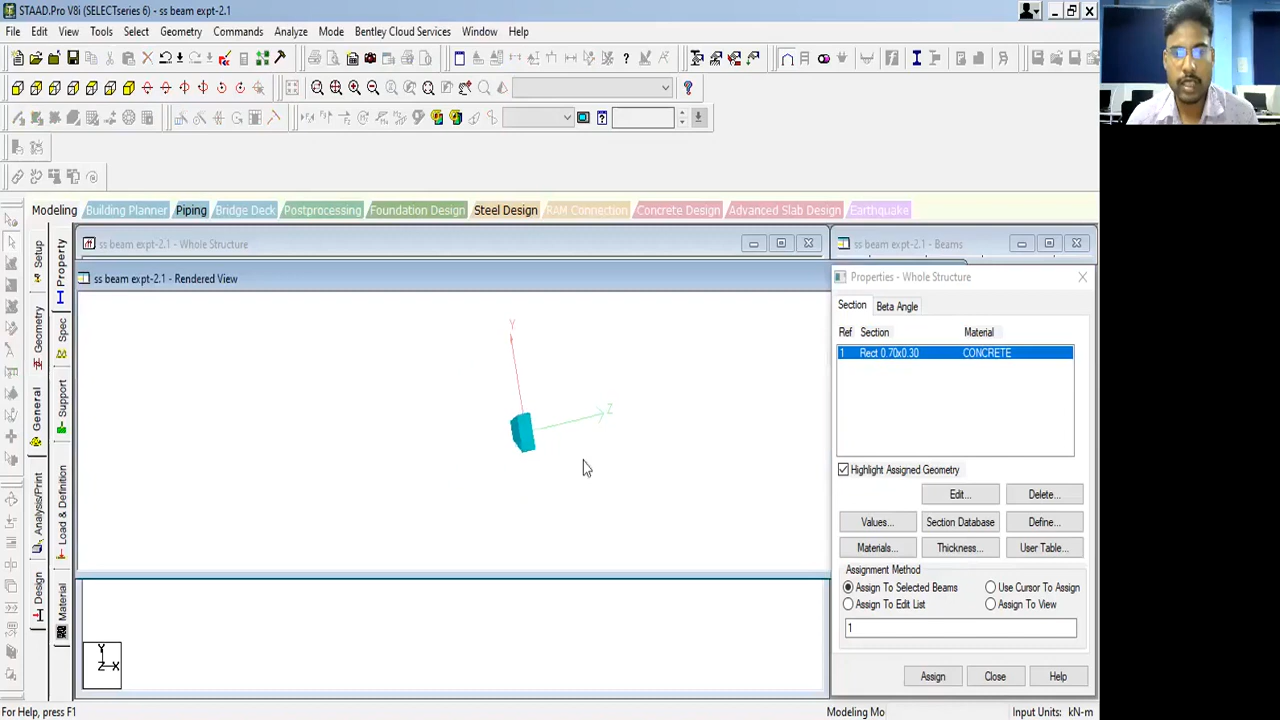 STAAD.Pro V8i (SELECTseries 6) - ss beam expt-2.1
File Edit View Tools Select Geometry Commands Analyze Mode Bentley Cloud Services Window Help
Modeling Building Planner Piping Bridge Deck Postprocessing Foundation Design Steel Design RAM Connection Concrete Design Advanced Slab Design Earthquake
Setup
Geometry
General
Analysis/Print
Design
Property
Spec
Support
Load & Definition
Material
ss beam expt-2.1 - Whole Structure
ss beam expt-2.1 - Beams
ss beam expt-2.1 - Rendered View
Y
Z
Y
Z X
Properties - Whole Structure
Section Beta Angle
Ref Section Material
1 Rect 0.70x0.30 CONCRETE
Highlight Assigned Geometry
Edit... Delete...
Values... Section Database Define...
Materials... Thickness... User Table...
Assignment Method
Assign To Selected Beams Use Cursor To Assign
Assign To Edit List Assign To View
1
Assign Close Help
For Help, press F1
Modeling Mo Input Units: kN-m